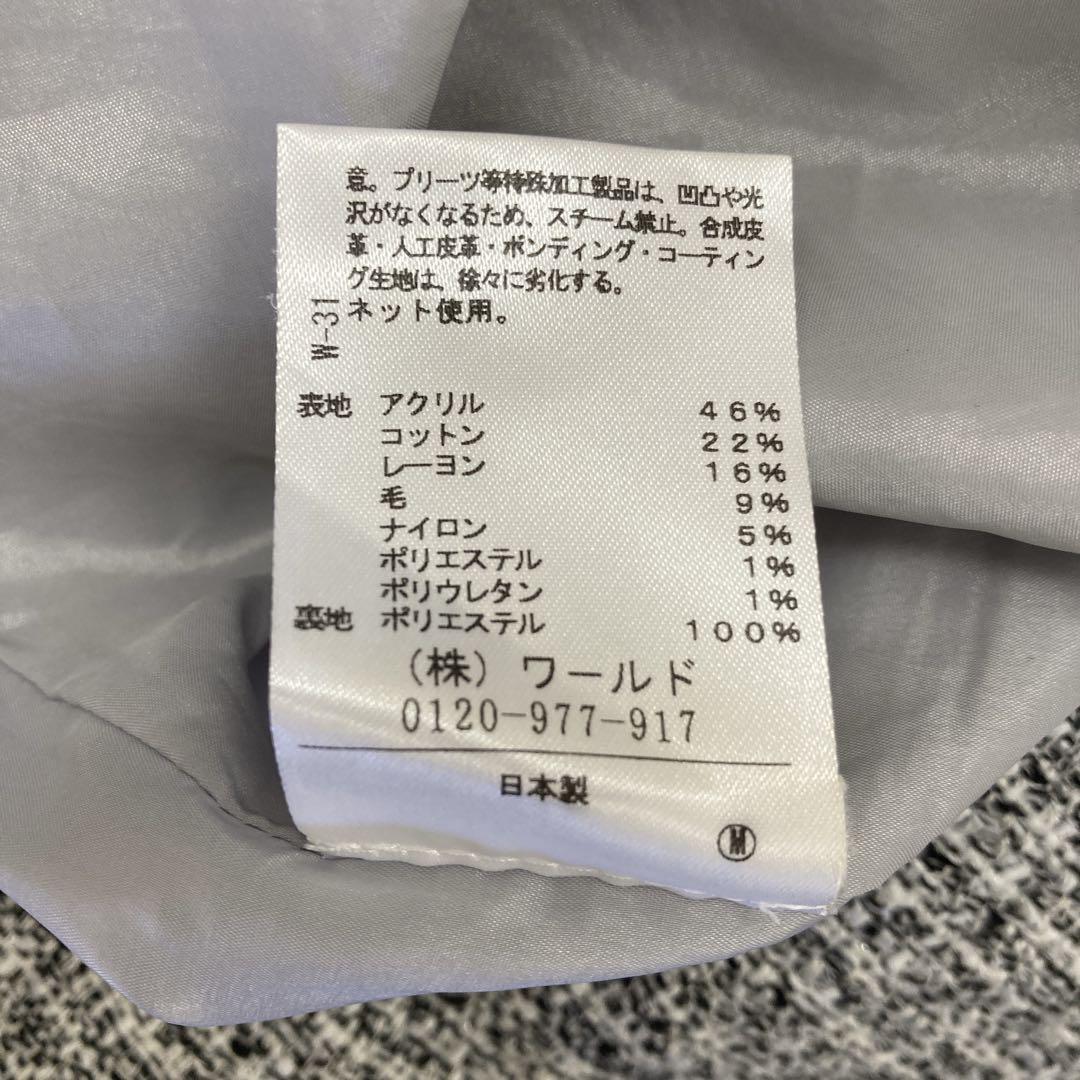 意。プリーツ等特殊加工製品は、凹凸や光
沢がなくなるため、スチーム禁止。合成皮
革・人工皮革・ボンディング・コーティン
グ生地は、徐々に劣化する。
ネット使用。
W-31
表地 アクリル 46%
コットン 22%
レーヨン 16%
毛 9%
ナイロン 5%
ポリエステル 1%
ポリウレタン 1%
裏地 ポリエステル 100%
(株) ワールド
0120-977-917
日本製
M